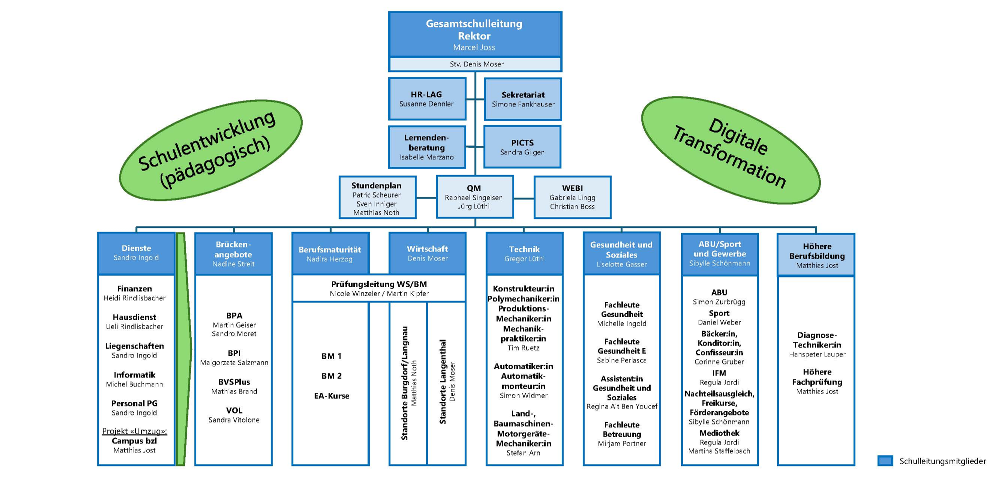 Gesamtschulleitung
Rektor
Marcel Joss
Stv. Denis Moser
HR-LAG
Susanne Dennler
Sekretariat
Simone Fankhauser
Lernenden-
beratung
Isabelle Marzano
PICTS
Sandra Gilgen
Schulentwicklung
(pädagogisch)
Digitale
Transformation
Stundenplan
Patric Scheurer
Sven Inniger
Matthias Noth
QM
Raphael Singeisen
Jürg Lüthi
WEBI
Gabriela Lingg
Christian Boss
Dienste
Sandro Ingold
Finanzen
Heidi Rindlisbacher
Hausdienst
Ueli Rindlisbacher
Liegenschaften
Sandro Ingold
Informatik
Michel Buchmann
Personal PG
Sandro Ingold
Projekt «Umzug»:
Campus bzl
Matthias Jost
Brücken-
angebote
Nadine Streit
BPA
Martin Geiser
Sandro Moret
BPI
Malgorzata Salzmann
BVSPlus
Mathias Brand
VOL
Sandra Vitolone
Berufsmaturität
Nadira Herzog
Wirtschaft
Denis Moser
Prüfungsleitung WS/BM
Nicole Winzeler / Martin Kipfer
BM 1
BM 2
EA-Kurse
Standorte Burgdorf/Langnau
Matthias Noth
Standorte Langenthal
Denis Moser
Technik
Gregor Lüthi
Konstrukteur:in
Polymechaniker:in
Produktions-
Mechaniker:in
Mechanik-
praktiker:in
Tim Ruetz
Automatiker:in
Automatik-
monteur:in
Simon Widmer
Land-,
Baumaschinen-
Motorgeräte-
Mechaniker:in
Stefan Arn
Gesundheit und
Soziales
Liselotte Gasser
Fachleute
Gesundheit
Michelle Ingold
Fachleute
Gesundheit E
Sabine Perlasca
Assistent:in
Gesundheit und
Soziales
Regina Ait Ben Youcef
Fachleute
Betreuung
Mirjam Portner
ABU/Sport
und Gewerbe
Sibylle Schönmann
ABU
Simon Zurbrügg
Sport
Daniel Weber
Bäcker:in,
Konditor:in,
Confisseur:in
Corinne Gruber
IFM
Regula Jordi
Nachteilsausgleich,
Freikurse,
Förderangebote
Sibylle Schönmann
Mediothek
Regula Jordi
Martina Staffelbach
Höhere
Berufsbildung
Matthias Jost
Diagnose-
Techniker:in
Hanspeter Lauper
Höhere
Fachprüfung
Matthias Jost
Schulleitungsmitglieder